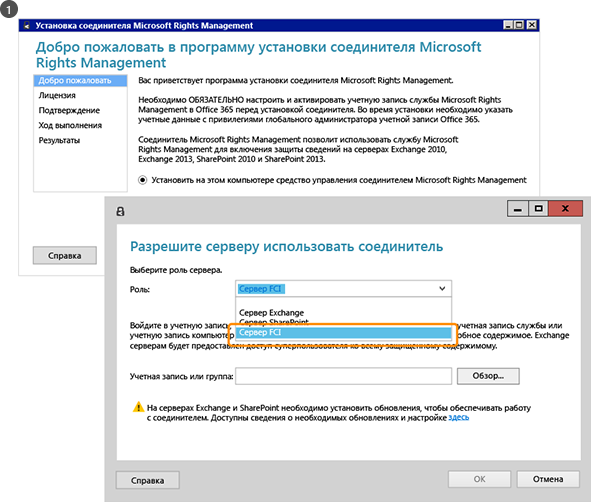 1
Установка соединителя Microsoft Rights Management
Добро пожаловать в программу установки соединителя Microsoft
Rights Management
Добро пожаловать
Лицензия
Подтверждение
Ход выполнения
Результаты
Вас приветствует программа установки соединителя Microsoft Rights Management.
Необходимо ОБЯЗАТЕЛЬНО настроить и активировать учетную запись службы Microsoft Rights
Management в Office 365 перед установкой соединителя. Во время установки необходимо указать
учетные данные с привилегиями глобального администратора учетной записи Office 365.
Соединитель Microsoft Rights Management позволит использовать службу Microsoft
Rights Management для включения защиты сведений на серверах Exchange 2010,
Exchange 2013, SharePoint 2010 и SharePoint 2013.
Установить на этом компьютере средство управления соединителем Microsoft Rights Management
Справка
Разрешите серверу использовать соединитель
Выберите роль сервера.
Роль:
Сервер FCI
Сервер Exchange
Сервер SharePoint
Сервер FCI
Войдите в учетную запис учетная запись службы или
учетную запись компьютер обное содержимое. Exchange
серверам будет предоставлен доступ суперпользователя ко всему защищенному содержимому.
Учетная запись или группа:
Обзор...
На серверах Exchange и SharePoint необходимо установить обновления, чтобы обеспечивать работу
с соединителем. Доступны сведения о необходимых обновлениях и настройке здесь
Справка
ОК
Отмена